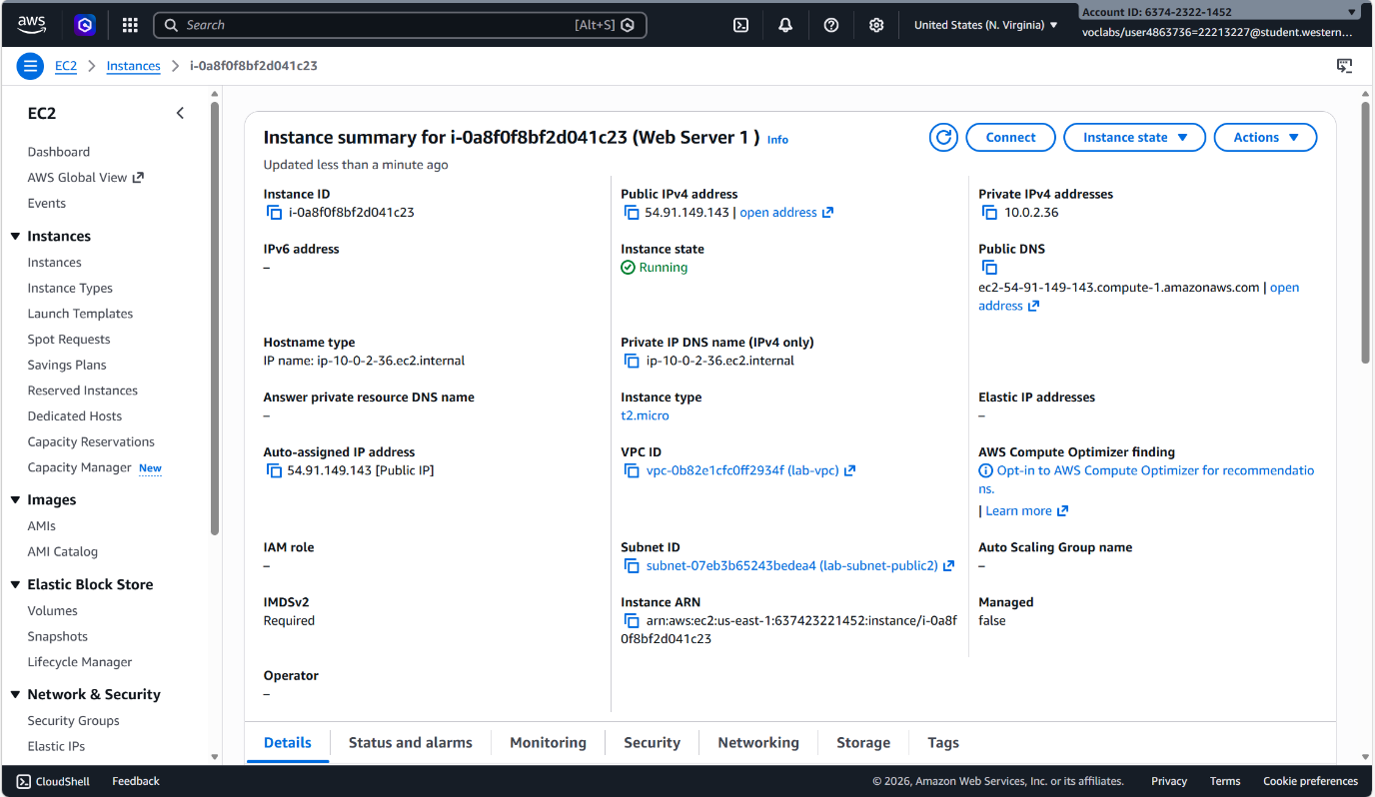 aws
Search
[Alt+S]
United States (N. Virginia)
Account ID: 6374-2322-1452
voclabs/user4863736=22213227@student.western...
EC2
Instances
i-0a8f0f8bf2d041c23
EC2
Dashboard
AWS Global View
Events
Instances
Instances
Instance Types
Launch Templates
Spot Requests
Savings Plans
Reserved Instances
Dedicated Hosts
Capacity Reservations
Capacity Manager New
Images
AMIs
AMI Catalog
Elastic Block Store
Volumes
Snapshots
Lifecycle Manager
Network & Security
Security Groups
Elastic IPs
Instance summary for i-0a8f0f8bf2d041c23 (Web Server 1 ) Info
Updated less than a minute ago
Connect
Instance state
Actions
Instance ID
i-0a8f0f8bf2d041c23
Public IPv4 address
54.91.149.143 | open address
Private IPv4 addresses
10.0.2.36
IPv6 address
–
Instance state
Running
Public DNS
ec2-54-91-149-143.compute-1.amazonaws.com | open
address
Hostname type
IP name: ip-10-0-2-36.ec2.internal
Private IP DNS name (IPv4 only)
ip-10-0-2-36.ec2.internal
Answer private resource DNS name
–
Instance type
t2.micro
Elastic IP addresses
–
Auto-assigned IP address
54.91.149.143 [Public IP]
VPC ID
vpc-0b82e1cfc0ff2934f (lab-vpc)
AWS Compute Optimizer finding
Opt-in to AWS Compute Optimizer for recommendatio
ns.
| Learn more
IAM role
–
Subnet ID
subnet-07eb3b65243bedea4 (lab-subnet-public2)
Auto Scaling Group name
–
IMDSv2
Required
Instance ARN
arn:aws:ec2:us-east-1:637423221452:instance/i-0a8f
0f8bf2d041c23
Managed
false
Operator
–
Details
Status and alarms
Monitoring
Security
Networking
Storage
Tags
CloudShell
Feedback
© 2026, Amazon Web Services, Inc. or its affiliates.
Privacy
Terms
Cookie preferences